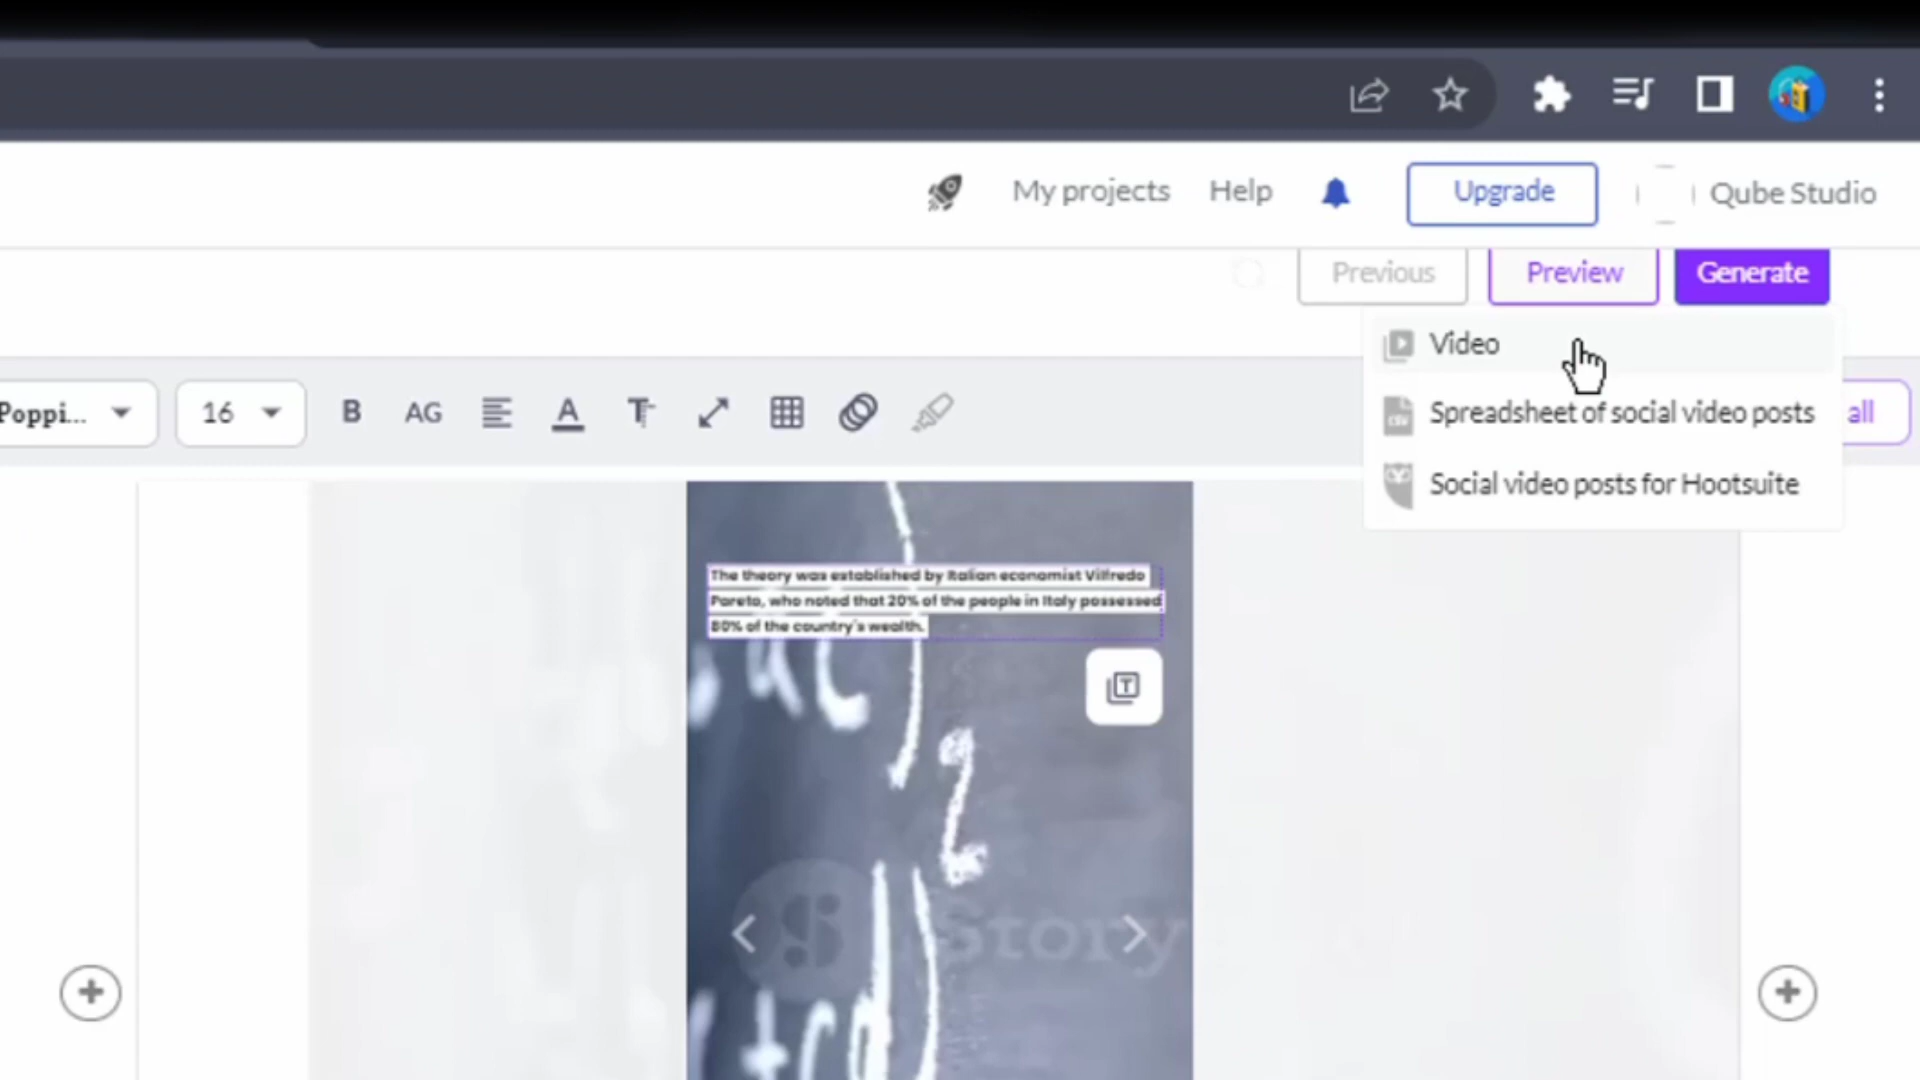 My projects
Help
Upgrade
Qube Studio
Previous
Preview
Generate
Video
Spreadsheet of social video posts
Social video posts for Hootsuite
Poppi...
16
B
AG
A
T
all
The theory was established by Italian economist Vilfredo
Pareto, who noted that 20% of the people in Italy possessed
80% of the country's wealth.
T
2
Story